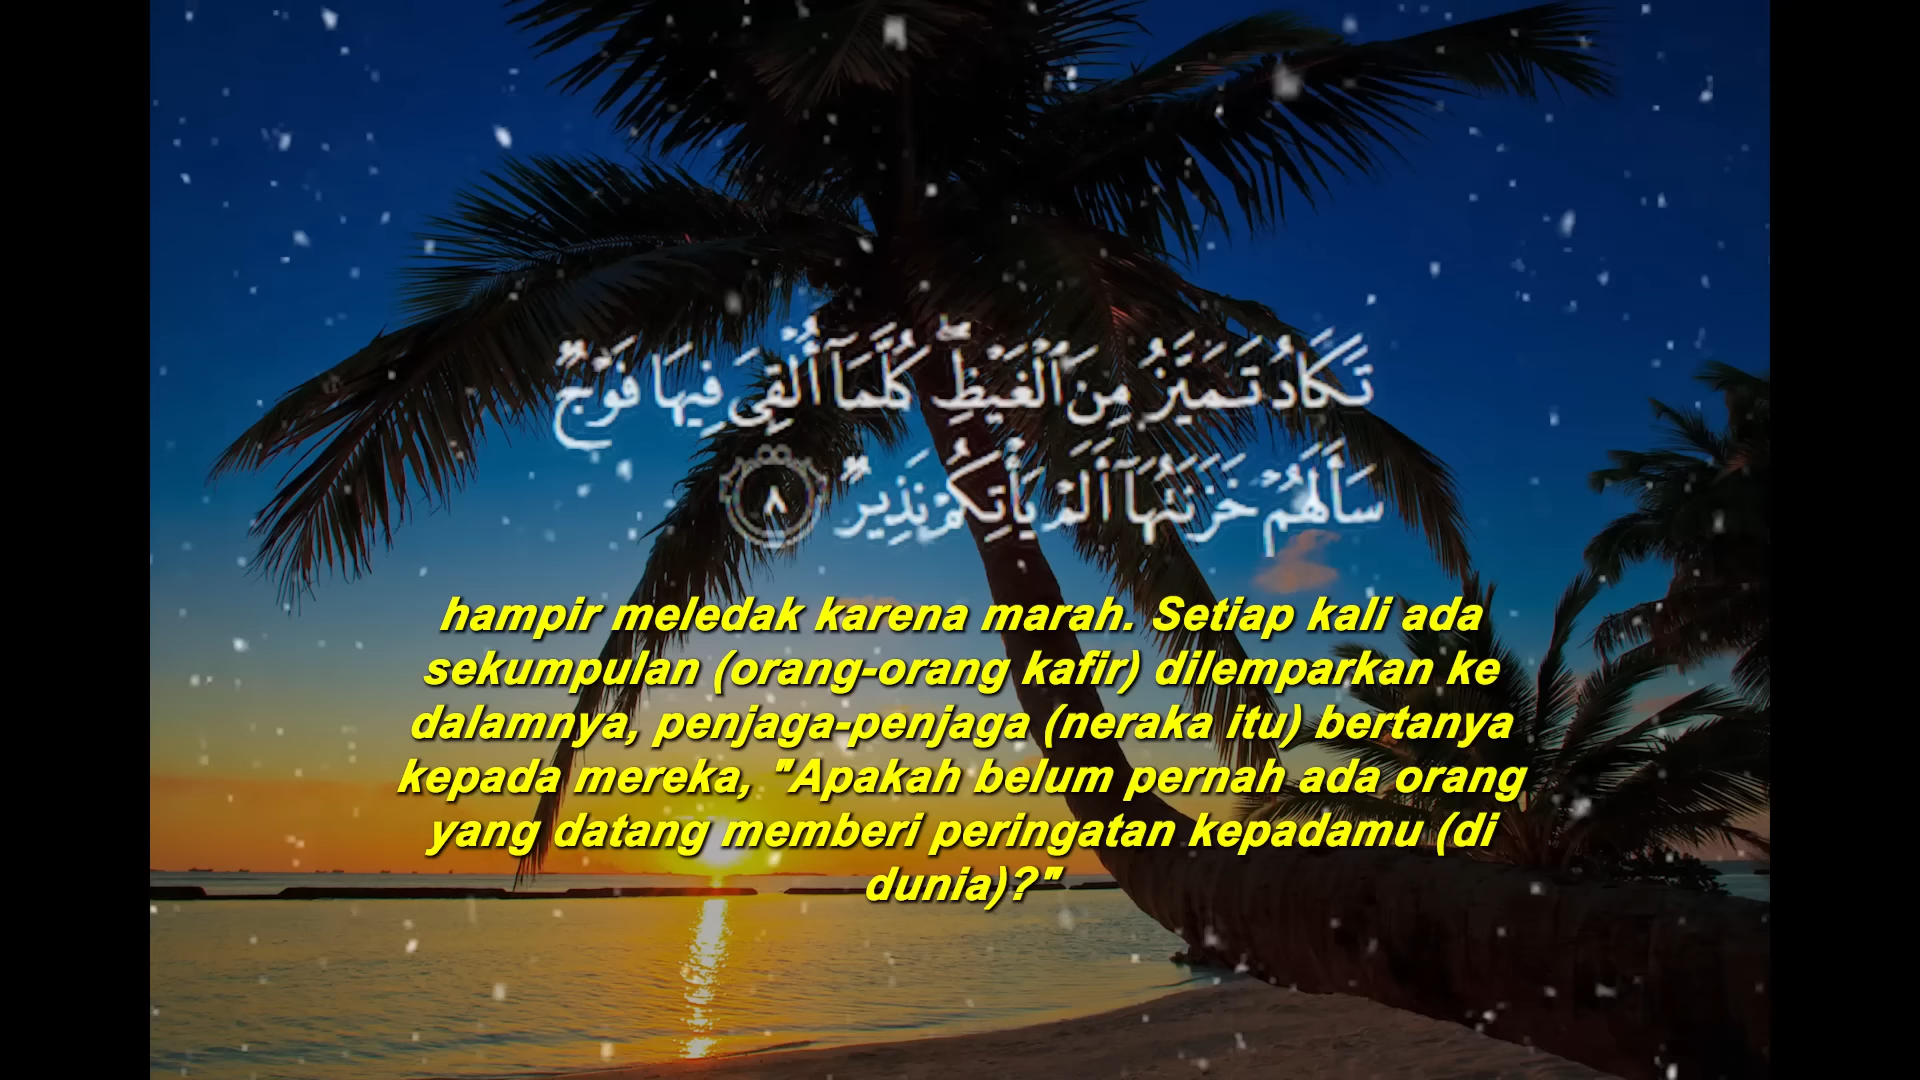 تَكَادُ تَمَيَّزُ مِنَ ٱلْغَيْظِ ۖ كُلَّمَآ أُلْقِىَ فِيهَا فَوْجٌ
سَأَلَهُمْ خَزَنَتُهَآ أَلَمْ يَأْتِكُمْ نَذِيرٌ ٨
hampir meledak karena marah. Setiap kali ada
sekumpulan (orang-orang kafir) dilemparkan ke
dalamnya, penjaga-penjaga (neraka itu) bertanya
kepada mereka, "Apakah belum pernah ada orang
yang datang memberi peringatan kepadamu (di
dunia)?"